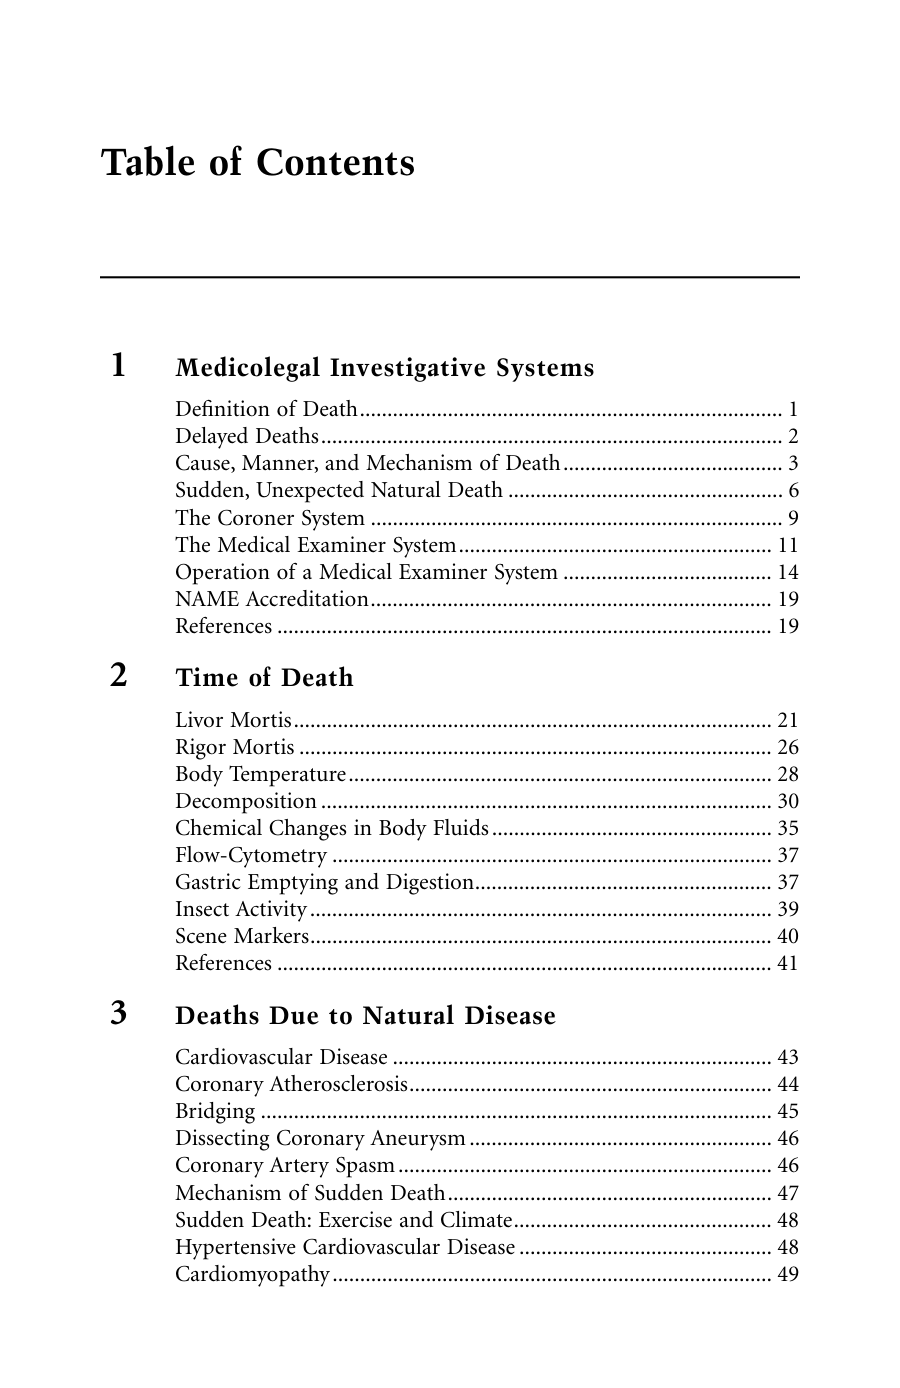 Table of Contents
1 Medicolegal Investigative Systems
Definition of Death.............................................................................. 1
Delayed Deaths.................................................................................... 2
Cause, Manner, and Mechanism of Death........................................ 3
Sudden, Unexpected Natural Death .................................................. 6
The Coroner System ........................................................................... 9
The Medical Examiner System......................................................... 11
Operation of a Medical Examiner System ...................................... 14
NAME Accreditation......................................................................... 19
References .......................................................................................... 19
2 Time of Death
Livor Mortis....................................................................................... 21
Rigor Mortis ...................................................................................... 26
Body Temperature............................................................................. 28
Decomposition .................................................................................. 30
Chemical Changes in Body Fluids................................................... 35
Flow-Cytometry ................................................................................ 37
Gastric Emptying and Digestion...................................................... 37
Insect Activity .................................................................................... 39
Scene Markers.................................................................................... 40
References .......................................................................................... 41
3 Deaths Due to Natural Disease
Cardiovascular Disease ..................................................................... 43
Coronary Atherosclerosis.................................................................. 44
Bridging ............................................................................................. 45
Dissecting Coronary Aneurysm ....................................................... 46
Coronary Artery Spasm .................................................................... 46
Mechanism of Sudden Death........................................................... 47
Sudden Death: Exercise and Climate............................................... 48
Hypertensive Cardiovascular Disease .............................................. 48
Cardiomyopathy................................................................................ 49